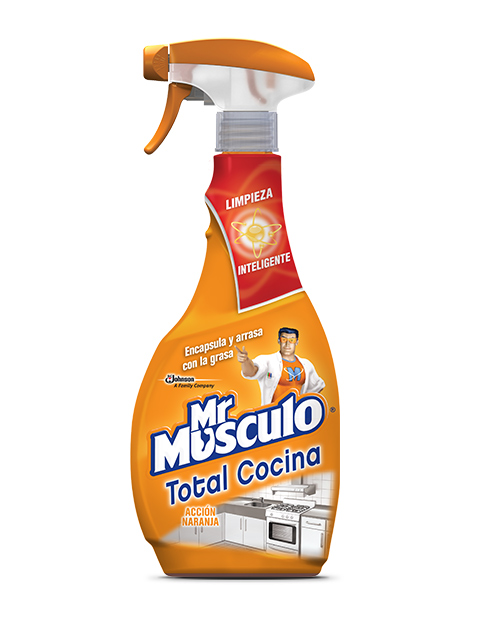 LIMPIEZA
INTELIGENTE
Encapsula y arrasa
con la grasa
SC Johnson
A Family Company
Mr
Músculo®
Total Cocina
ACCIÓN
NARANJA